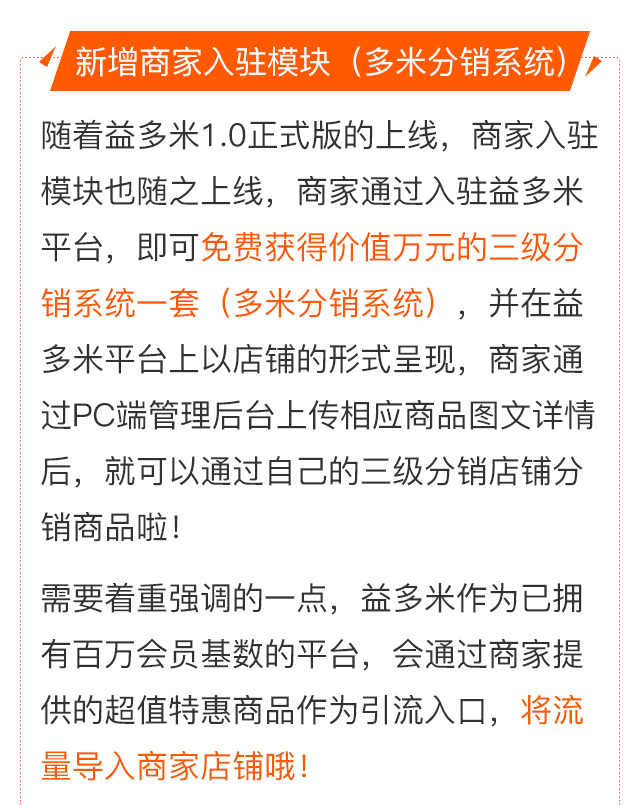 新增商家入驻模块（多米分销系统）
随着益多米1.0正式版的上线，商家入驻
模块也随之上线，商家通过入驻益多米
平台，即可免费获得价值万元的三级分
销系统一套（多米分销系统），并在益
多米平台上以店铺的形式呈现，商家通
过PC端管理后台上传相应商品图文详情
后，就可以通过自己的三级分销店铺分
销商品啦！
需要着重强调的一点，益多米作为已拥
有百万会员基数的平台，会通过商家提
供的超值特惠商品作为引流入口，将流
量导入商家店铺哦！